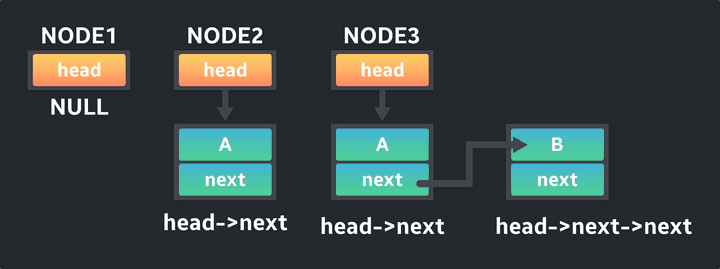 NODE1
head
NULL
NODE2
head
A
next
head->next
NODE3
head
A
next
head->next
B
next
head->next->next